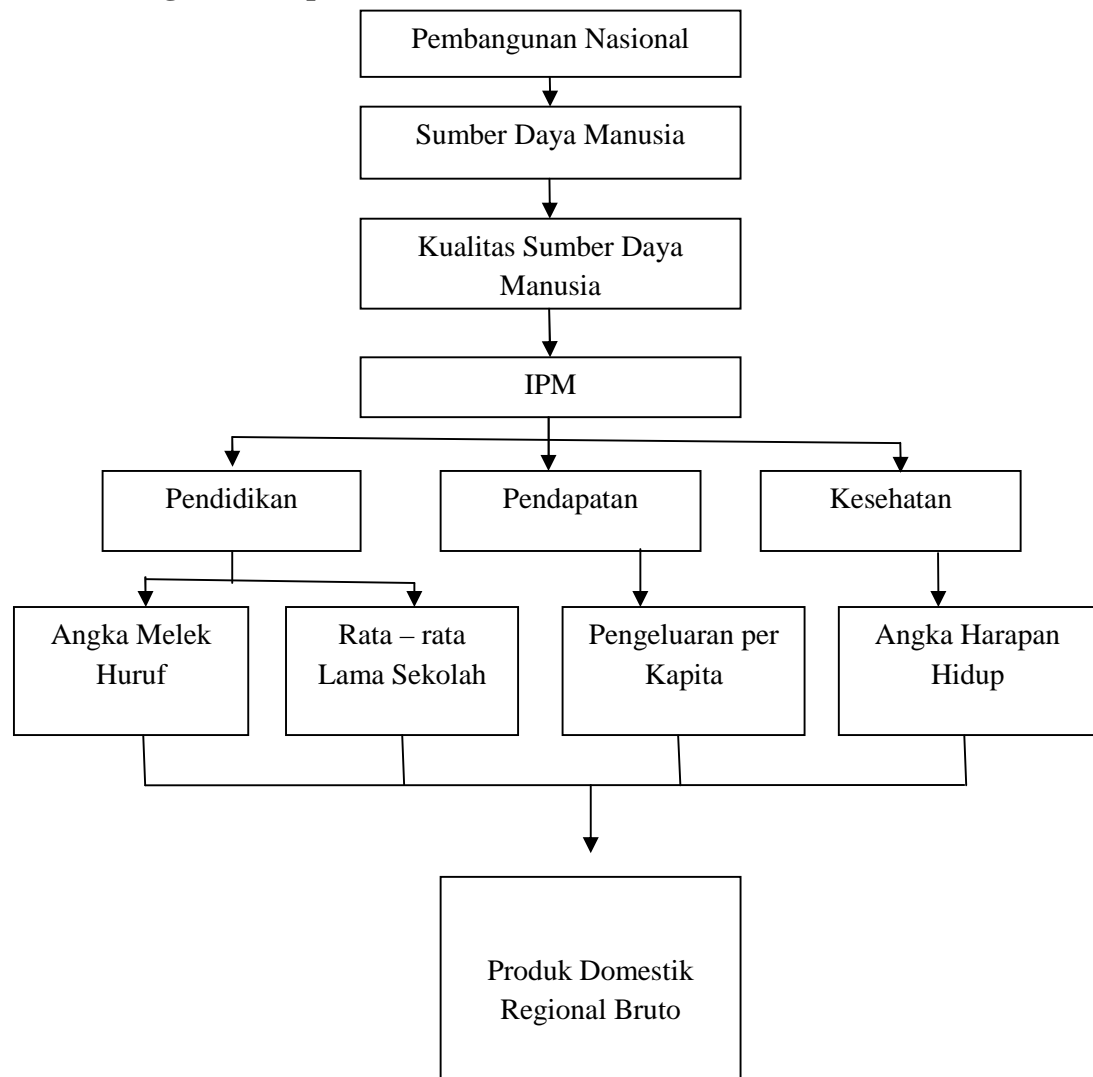 Pembangunan Nasional
Sumber Daya Manusia
Kualitas Sumber Daya
Manusia
IPM
Pendidikan
Pendapatan
Kesehatan
Angka Melek
Huruf
Rata – rata
Lama Sekolah
Pengeluaran per
Kapita
Angka Harapan
Hidup
Produk Domestik
Regional Bruto